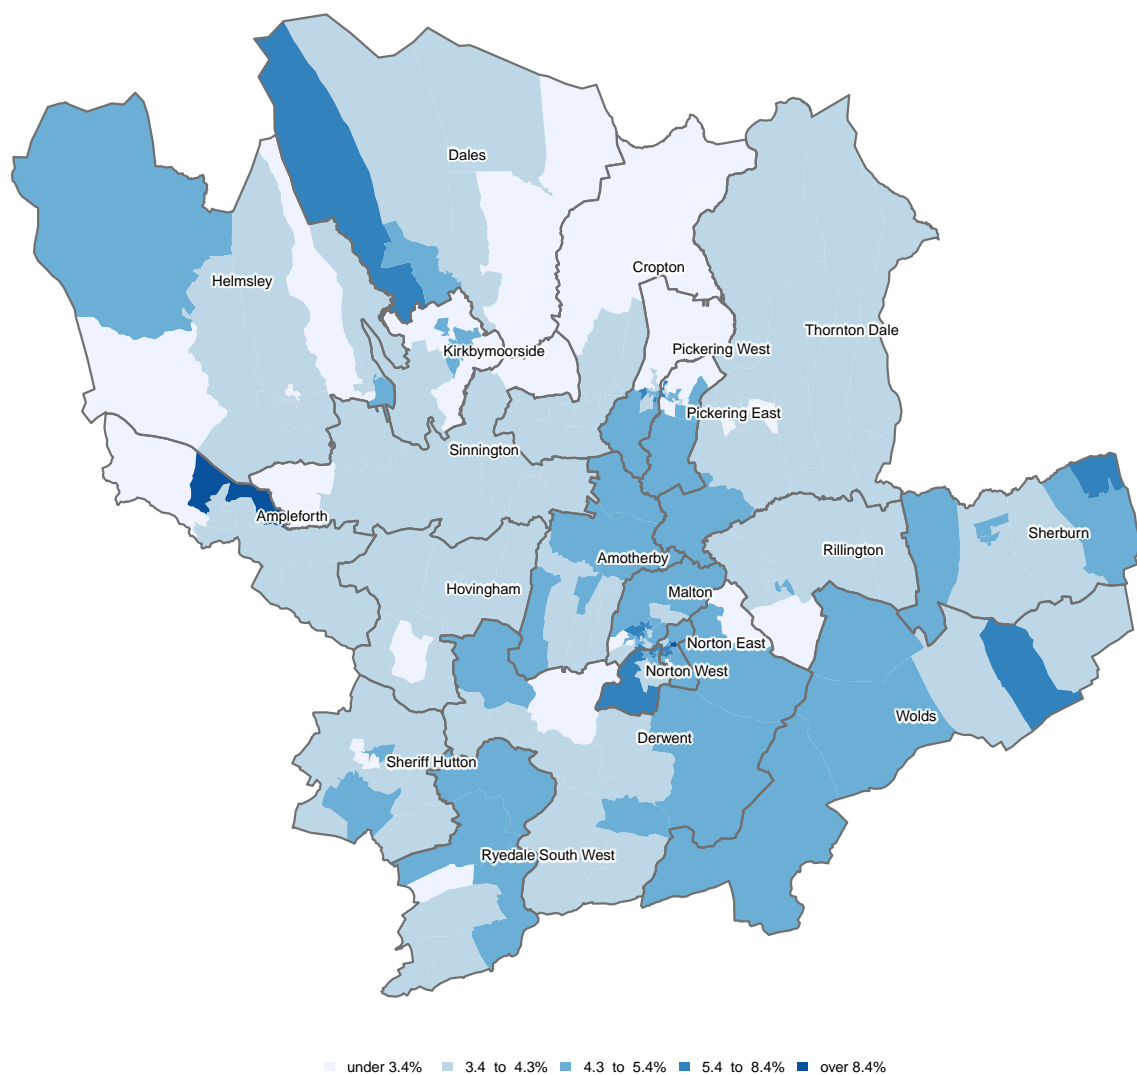 Dales
Cropton
Helmsley
Thornton Dale
Pickering West
Kirkbymoorside
Pickering East
Sinnington
Ampleforth
Sherburn
Rillington
Amotherby
Hovingham
Malton
Norton East
Norton West
Wolds
Derwent
Sheriff Hutton
Ryedale South West
under 3.4% 3.4 to 4.3% 4.3 to 5.4% 5.4 to 8.4% over 8.4%